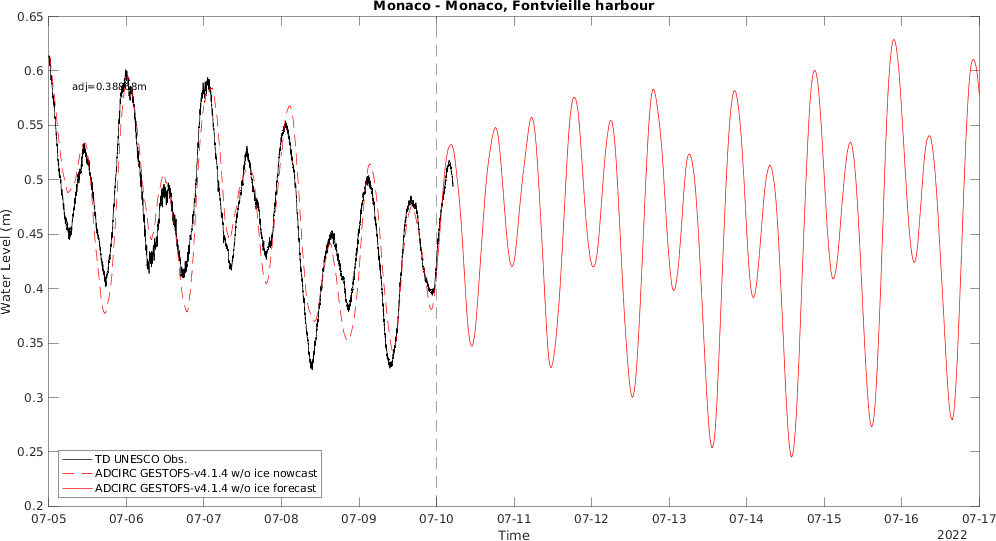 Monaco - Monaco, Fontvieille harbour
0.65
0.6
0.55
0.5
0.45
0.4
0.35
0.3
0.25
0.2
Water Level (m)
TD UNESCO Obs.
ADCIRC GESTOFS-v4.1.4 w/o ice nowcast
ADCIRC GESTOFS-v4.1.4 w/o ice forecast
07-05 07-06 07-07 07-08 07-09 07-10 07-11 07-12 07-13 07-14 07-15 07-16 07-17
Time
2022